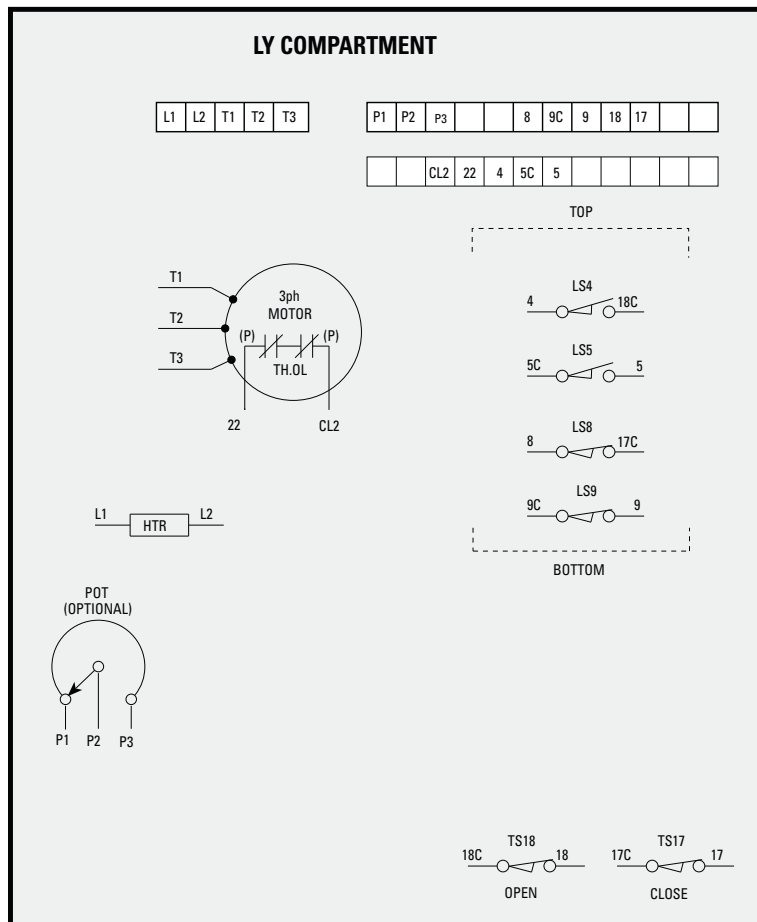 LY COMPARTMENT
L1 L2 T1 T2 T3
P1 P2 P3 8 9C 9 18 17
CL2 22 4 5C 5
TOP
T1
T2
T3
3ph
MOTOR
(P) (P)
TH.OL
22 CL2
LS4
4 18C
LS5
5C 5
LS8
8 17C
LS9
9C 9
BOTTOM
L1 HTR L2
POT
(OPTIONAL)
P1 P2 P3
TS18
18C 18
OPEN
TS17
17C 17
CLOSE